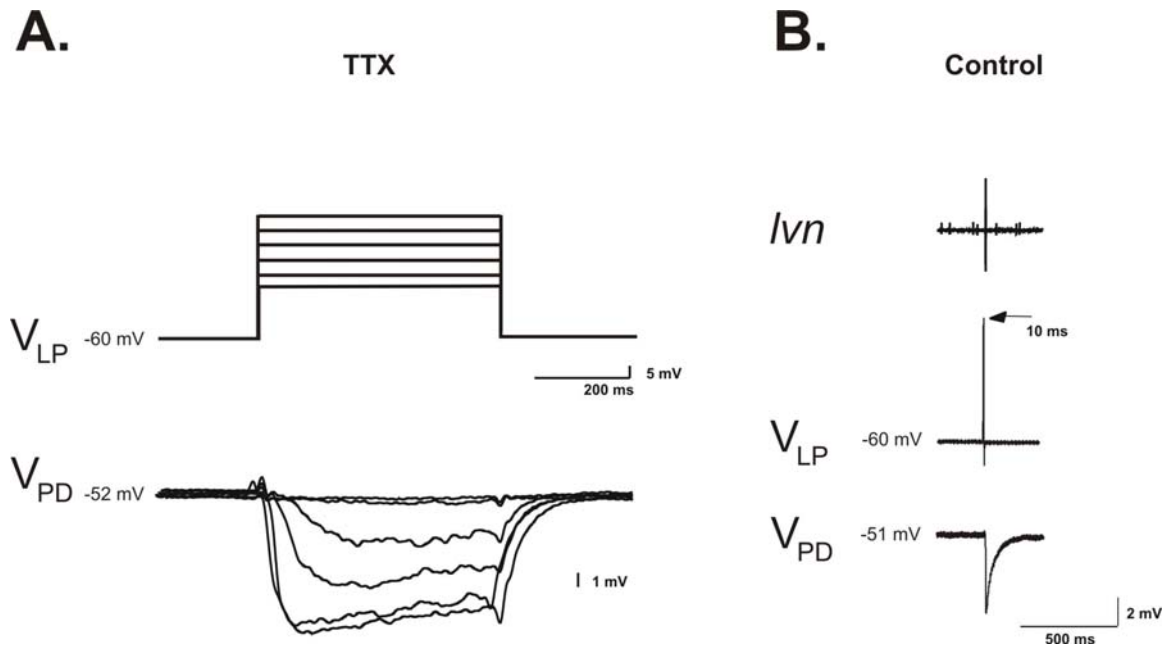 A.
TTX
V LP -60 mV
5 mV
200 ms
V PD -52 mV
1 mV
B.
Control
lvn
10 ms
V LP -60 mV
V PD -51 mV
2 mV
500 ms